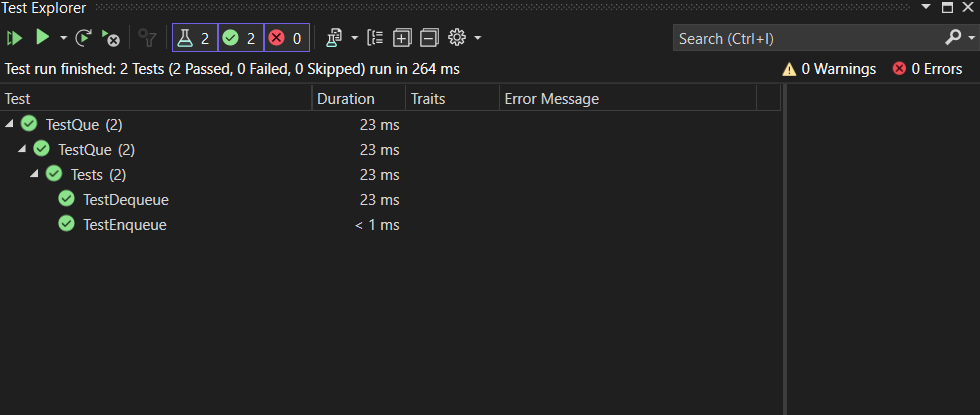 Test Explorer
2 2 0 Search (Ctrl+I)
Test run finished: 2 Tests (2 Passed, 0 Failed, 0 Skipped) run in 264 ms 0 Warnings 0 Errors
Test Duration Traits Error Message
TestQue (2) 23 ms
TestQue (2) 23 ms
Tests (2) 23 ms
TestDequeue 23 ms
TestEnqueue < 1 ms